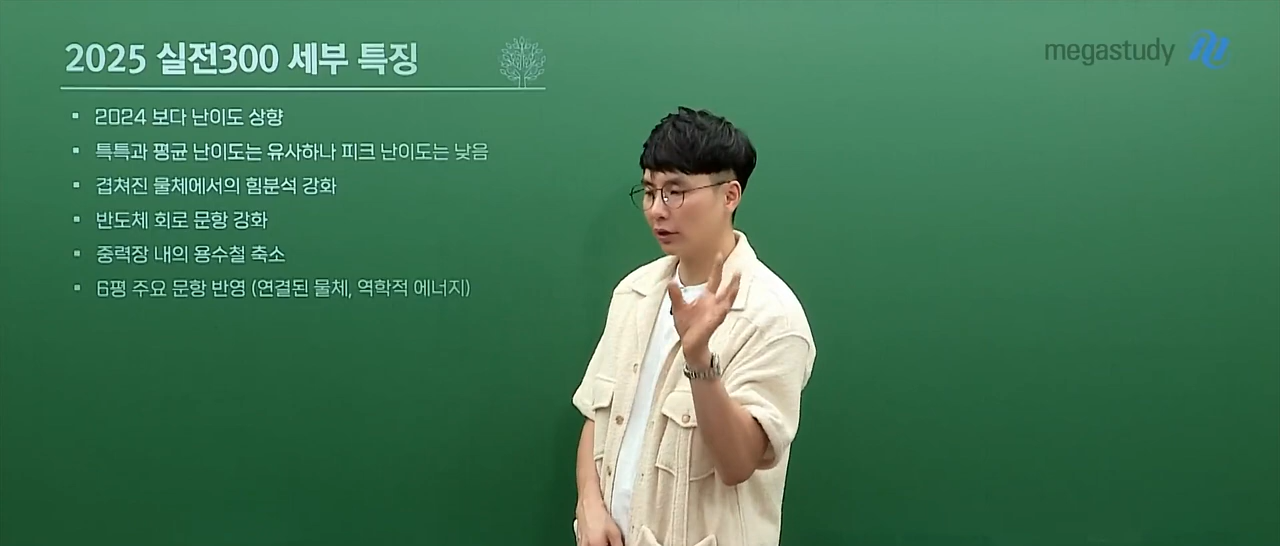 2025 실전300 세부 특징
megastudy
▪ 2024 보다 난이도 상향
▪ 특특과 평균 난이도는 유사하나 피크 난이도는 낮음
▪ 겹쳐진 물체에서의 힘분석 강화
▪ 반도체 회로 문항 강화
▪ 중력장 내의 용수철 축소
▪ 6평 주요 문항 반영 (연결된 물체, 역학적 에너지)